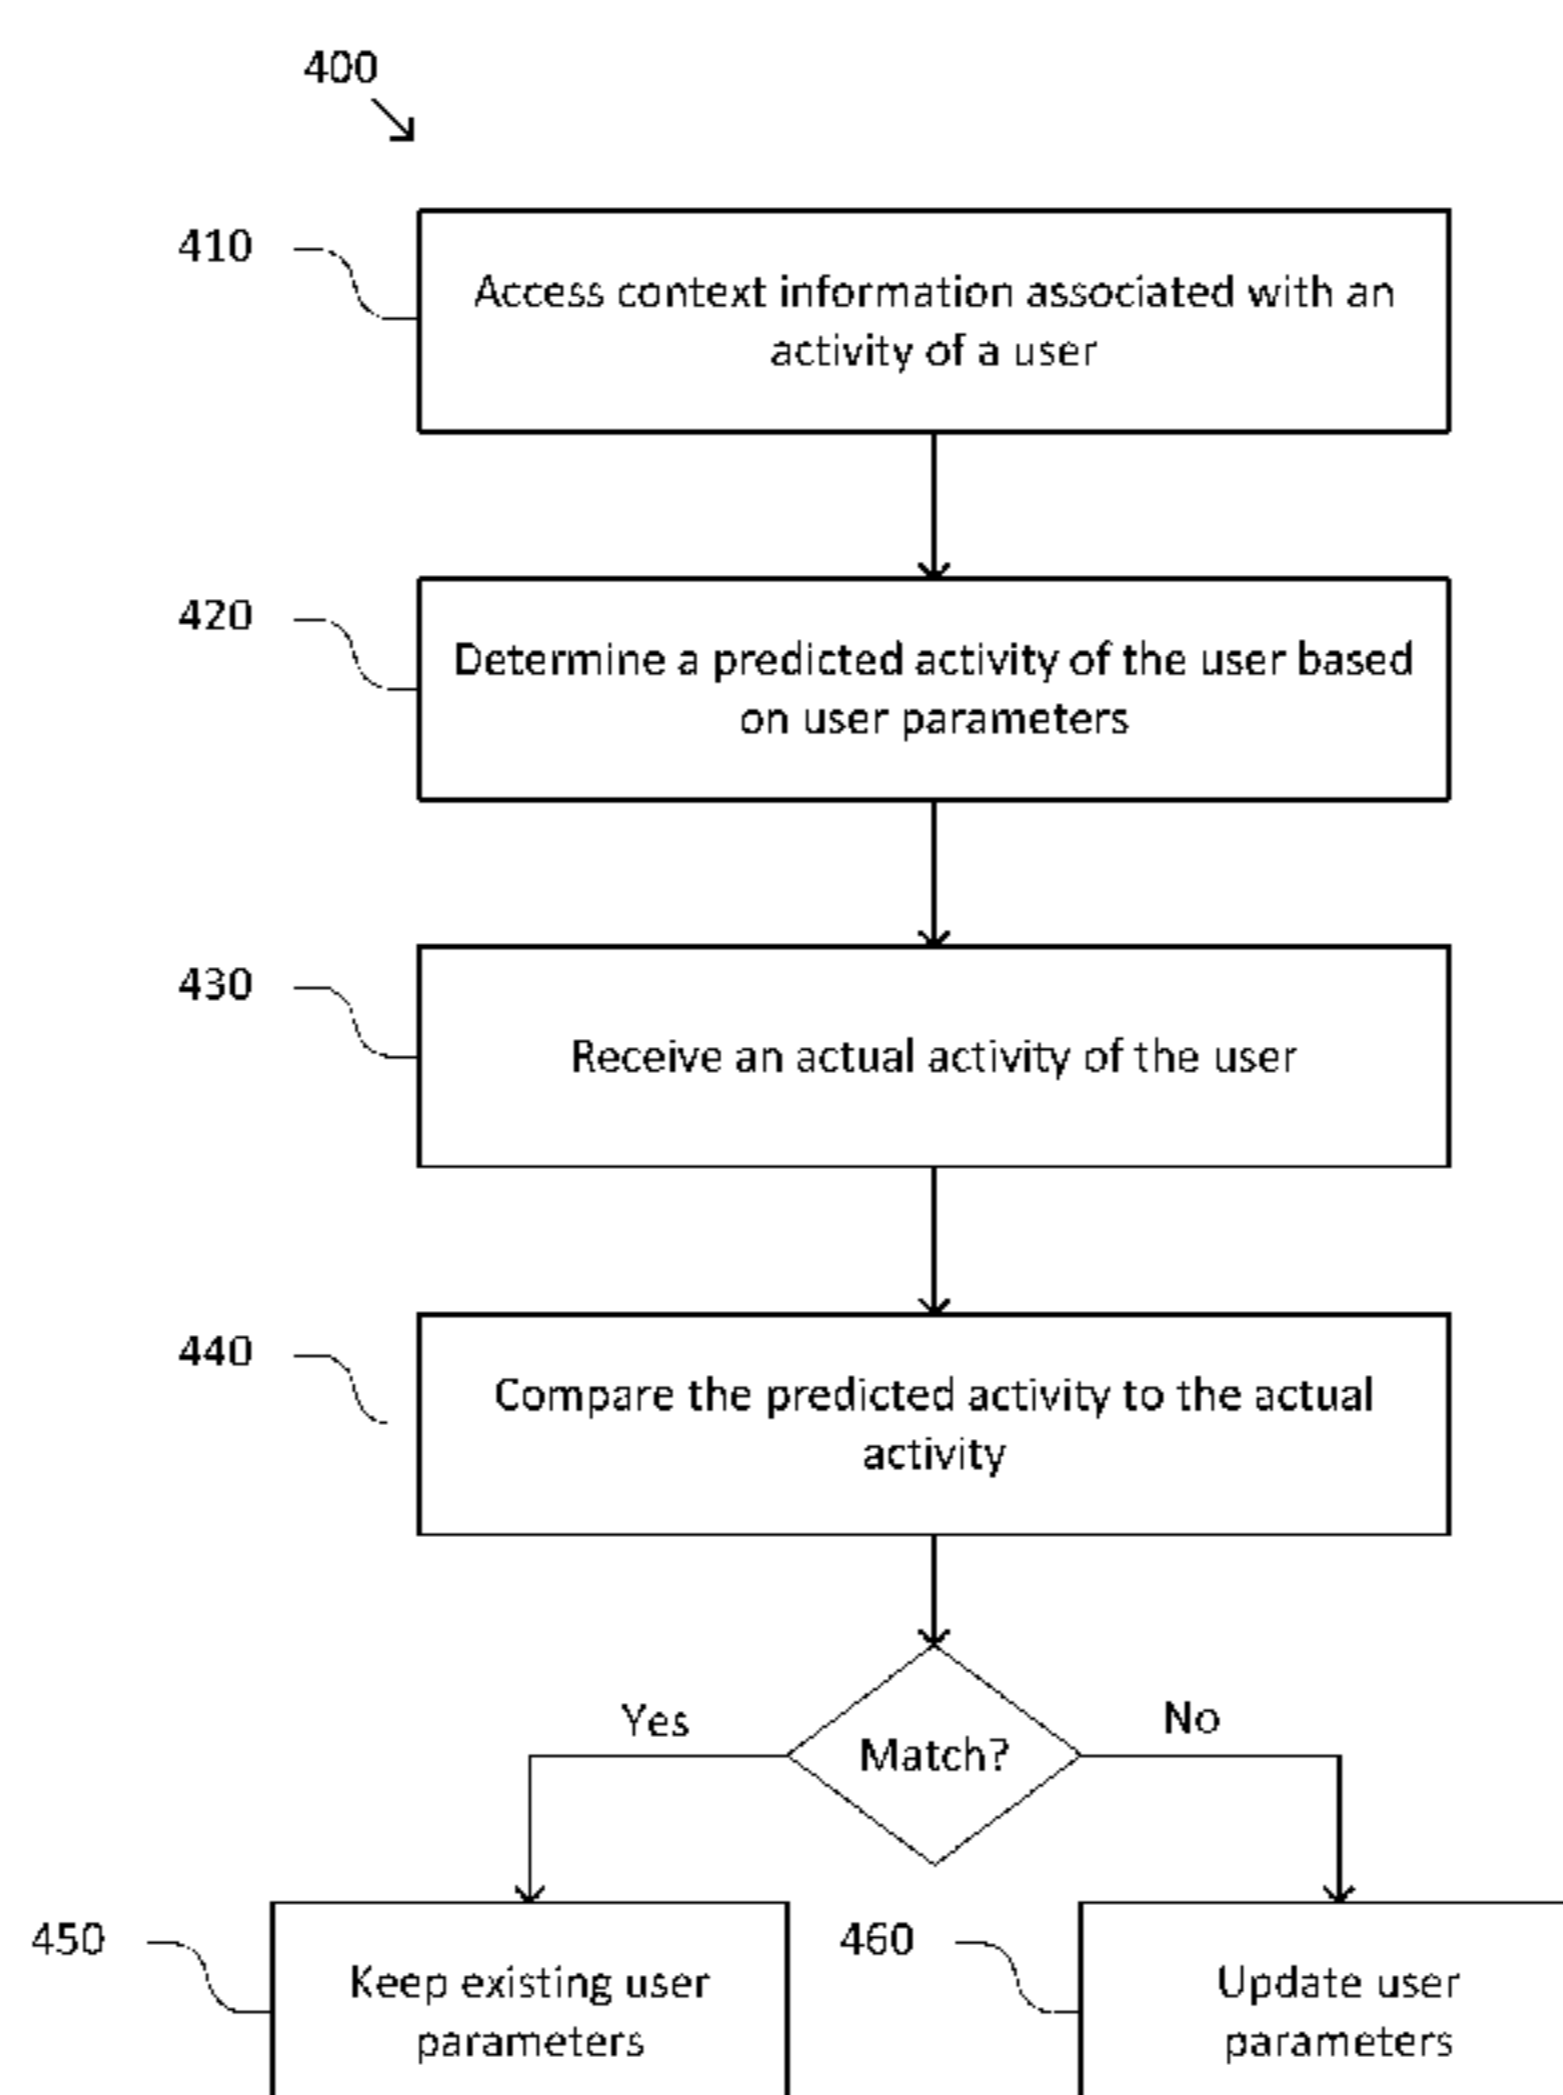 400
410
Access context information associated with an
activity of a user
420
Determine a predicted activity of the user based
on user parameters
430
Receive an actual activity of the user
440
Compare the predicted activity to the actual
activity
Yes
No
Match?
450
Keep existing user
parameters
460
Update user
parameters